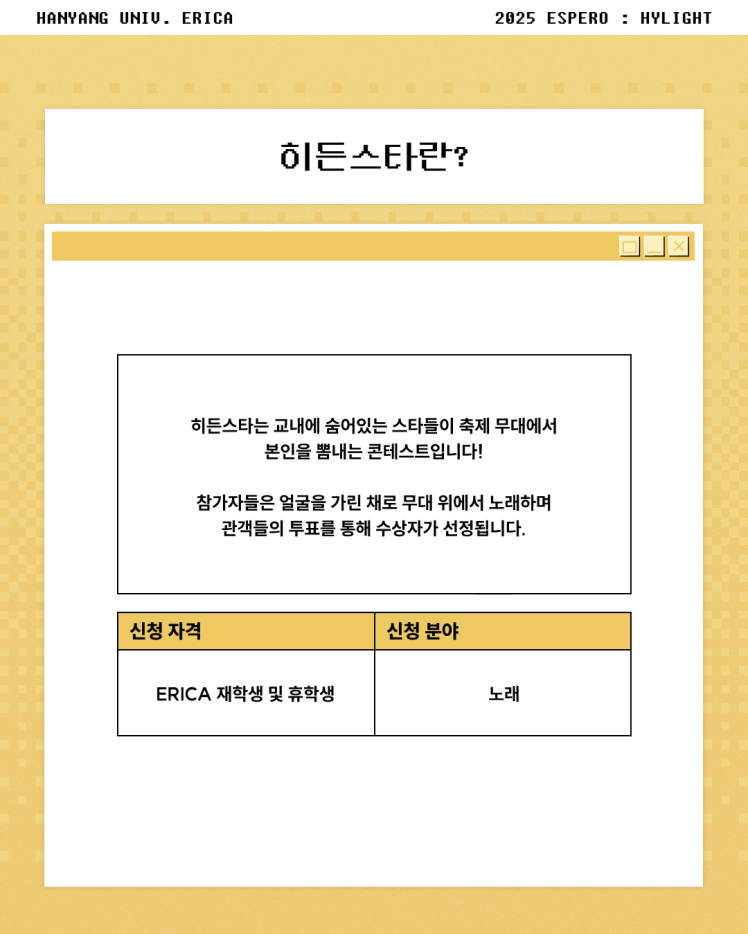 HANYANG UNIV. ERICA
2025 ESPERO : HYLIGHT
히든스타란?
히든스타는 교내에 숨어있는 스타들이 축제 무대에서
본인을 뽐내는 콘테스트입니다!
참가자들은 얼굴을 가린 채로 무대 위에서 노래하며
관객들의 투표를 통해 수상자가 선정됩니다.
신청 자격
신청 분야
ERICA 재학생 및 휴학생
노래